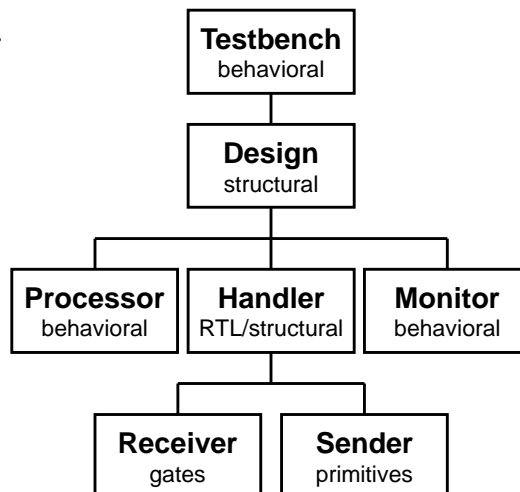 Testbench
behavioral
Design
structural
Processor
behavioral
Handler
RTL/structural
Monitor
behavioral
Receiver
gates
Sender
primitives